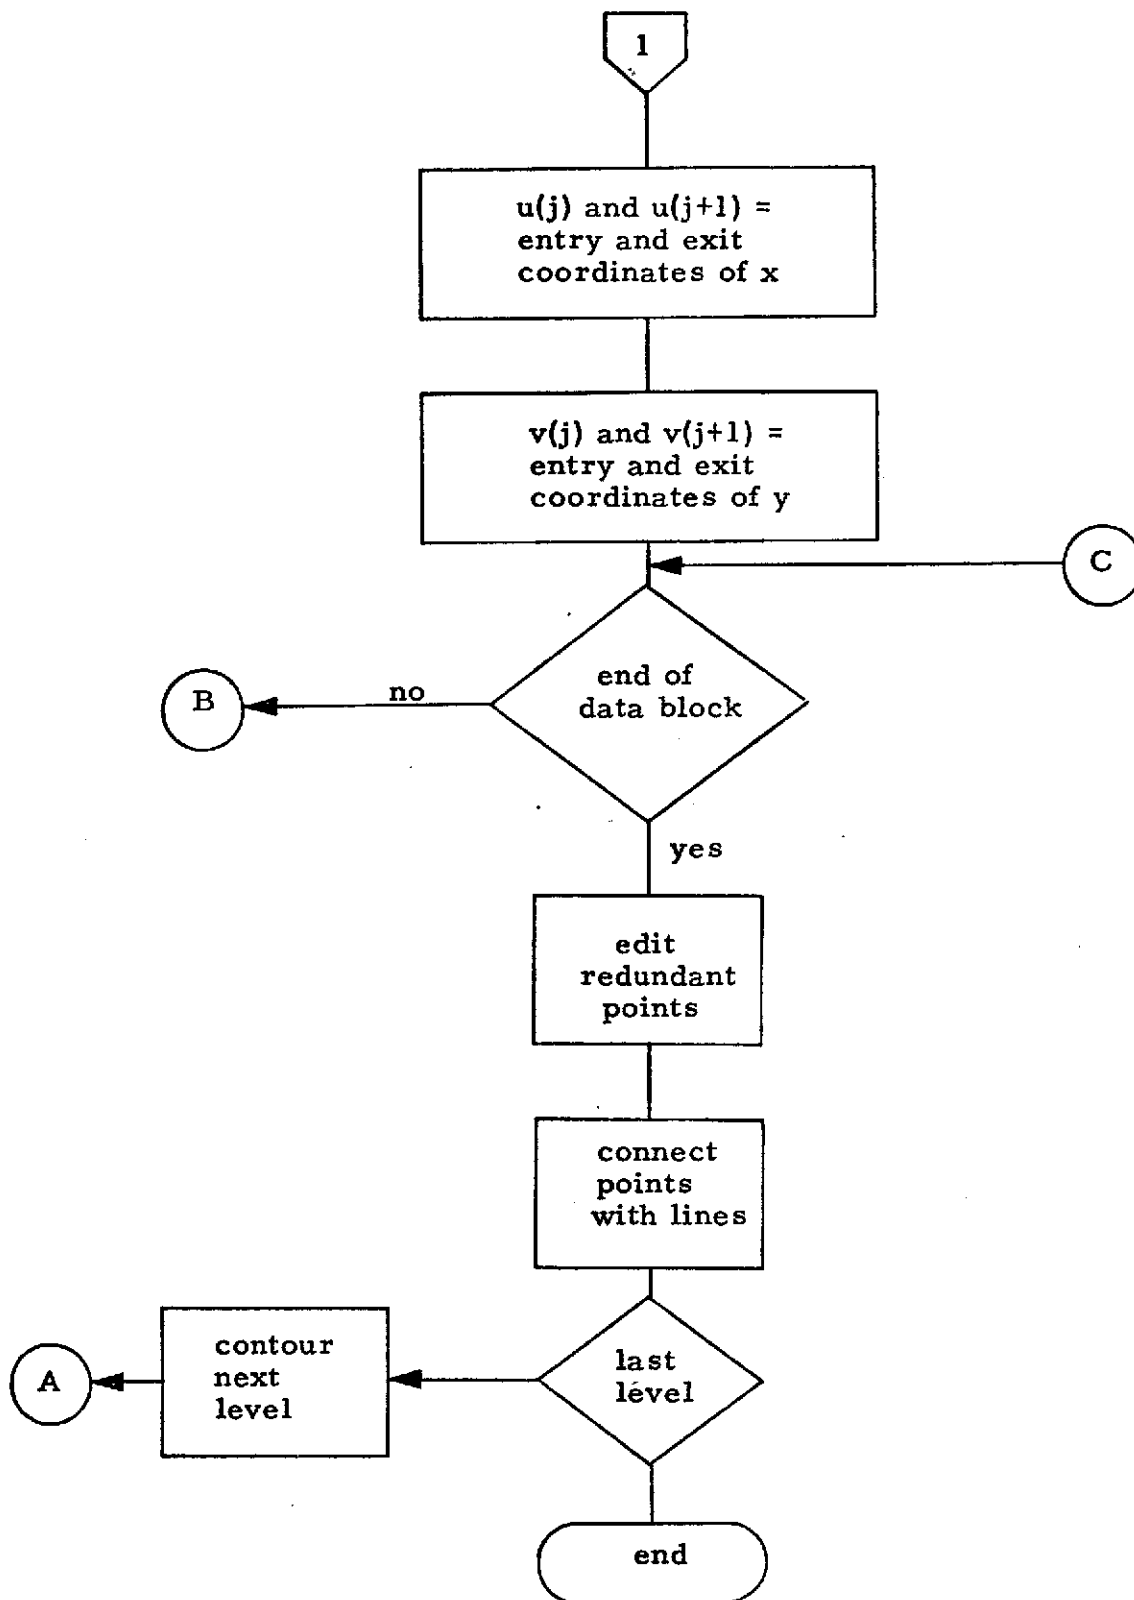 1
u(j) and u(j+1) =
entry and exit
coordinates of x
v(j) and v(j+1) =
entry and exit
coordinates of y
C
end of
data block
no
B
yes
edit
redundant
points
connect
points
with lines
last
level
contour
next
level
A
end